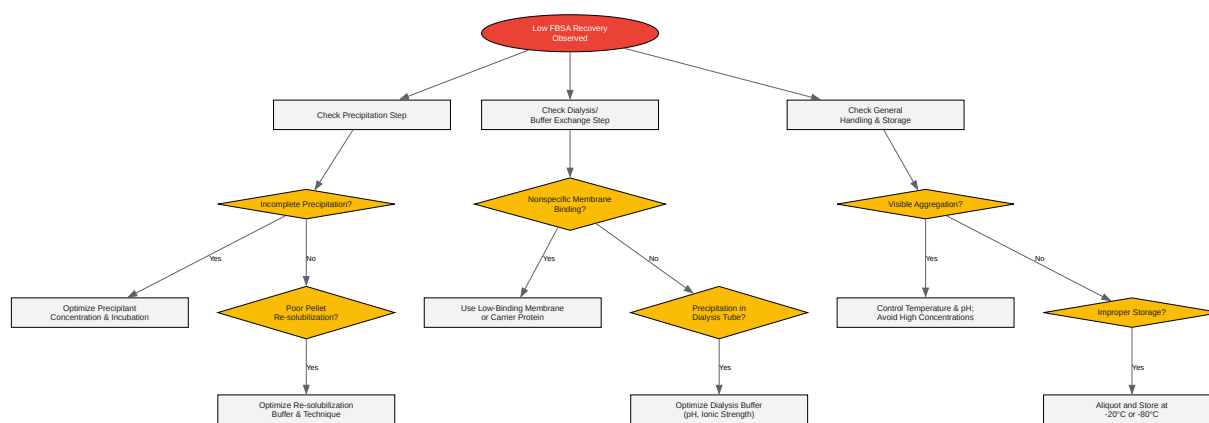 Low FBSA Recovery
Observed
Check Precipitation Step
Check Dialysis/
Buffer Exchange Step
Check General
Handling & Storage
Incomplete Precipitation?
Nonspecific Membrane
Binding?
Visible Aggregation?
Yes
No
Yes
No
Yes
No
Optimize Precipitant
Concentration & Incubation
Poor Pellet
Re-solubilization?
Use Low-Binding Membrane
or Carrier Protein
Precipitation in
Dialysis Tube?
Control Temperature & pH;
Avoid High Concentrations
Improper Storage?
Yes
Yes
Yes
Optimize Re-solubilization
Buffer & Technique
Optimize Dialysis Buffer
(pH, Ionic Strength)
Aliquot and Store at
-20°C or -80°C